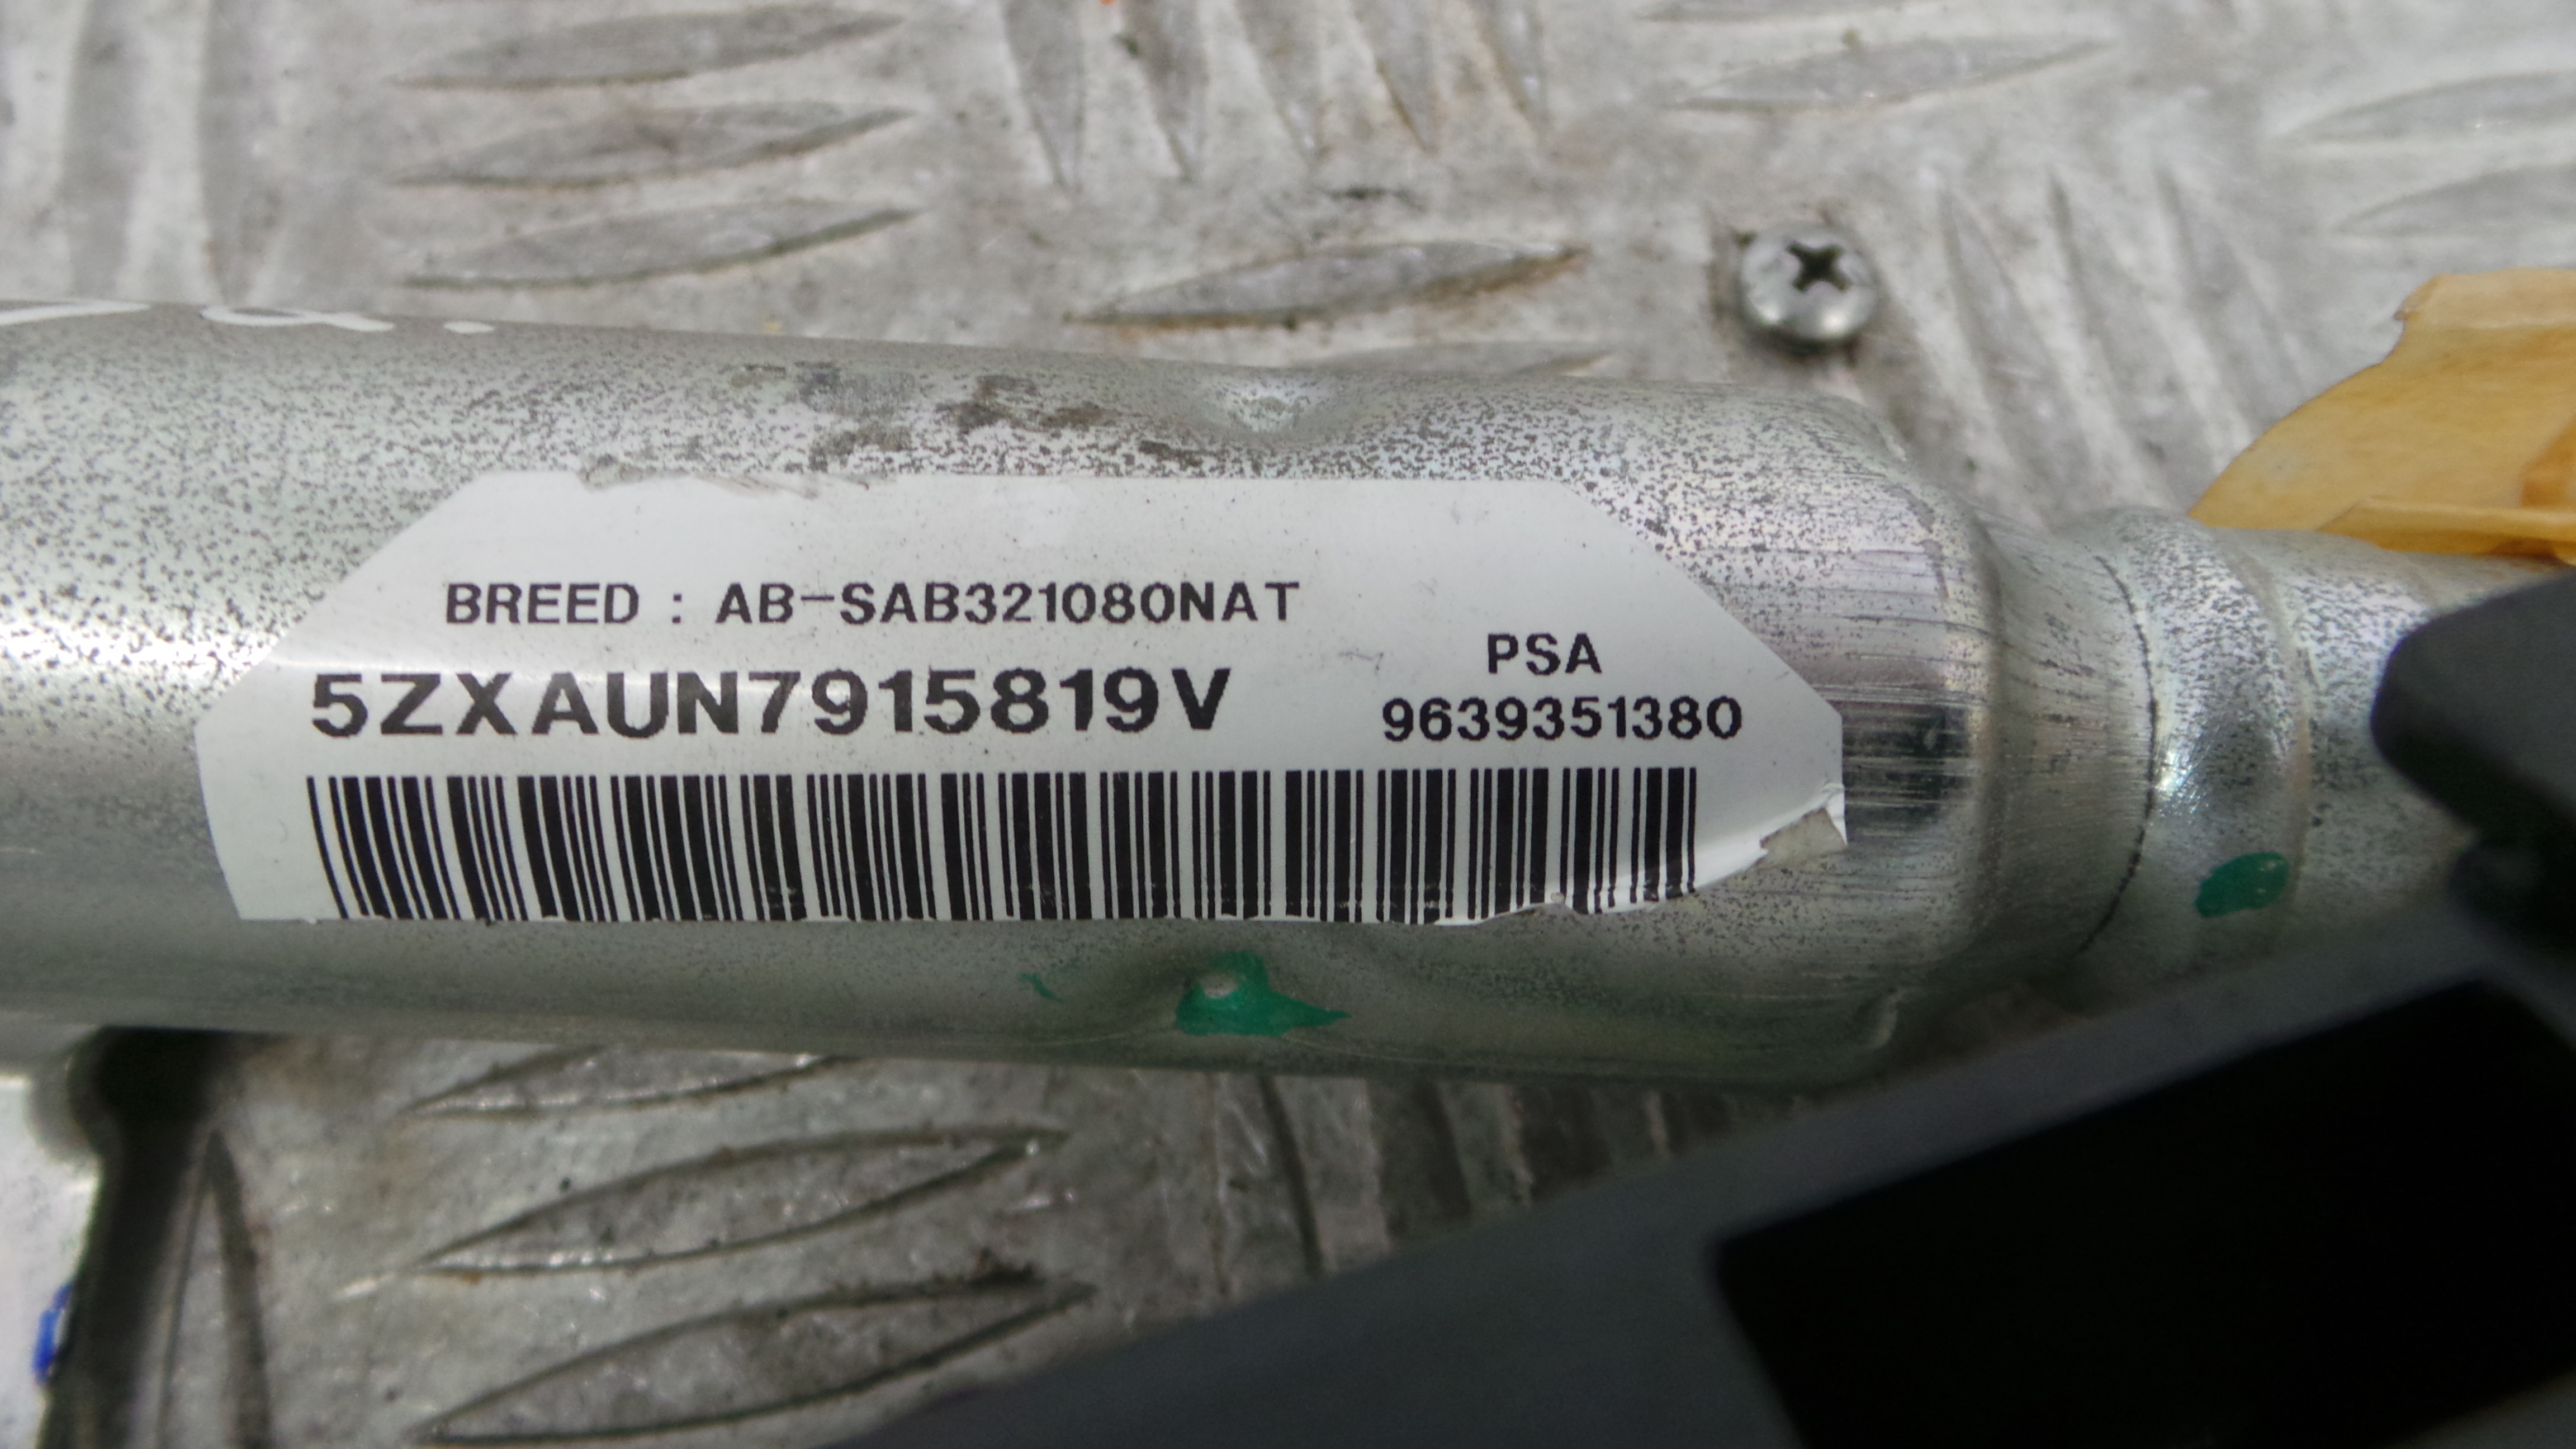 BREED : AB-SAB321080NAT
5ZXAUN7915819V
PSA
9639351380